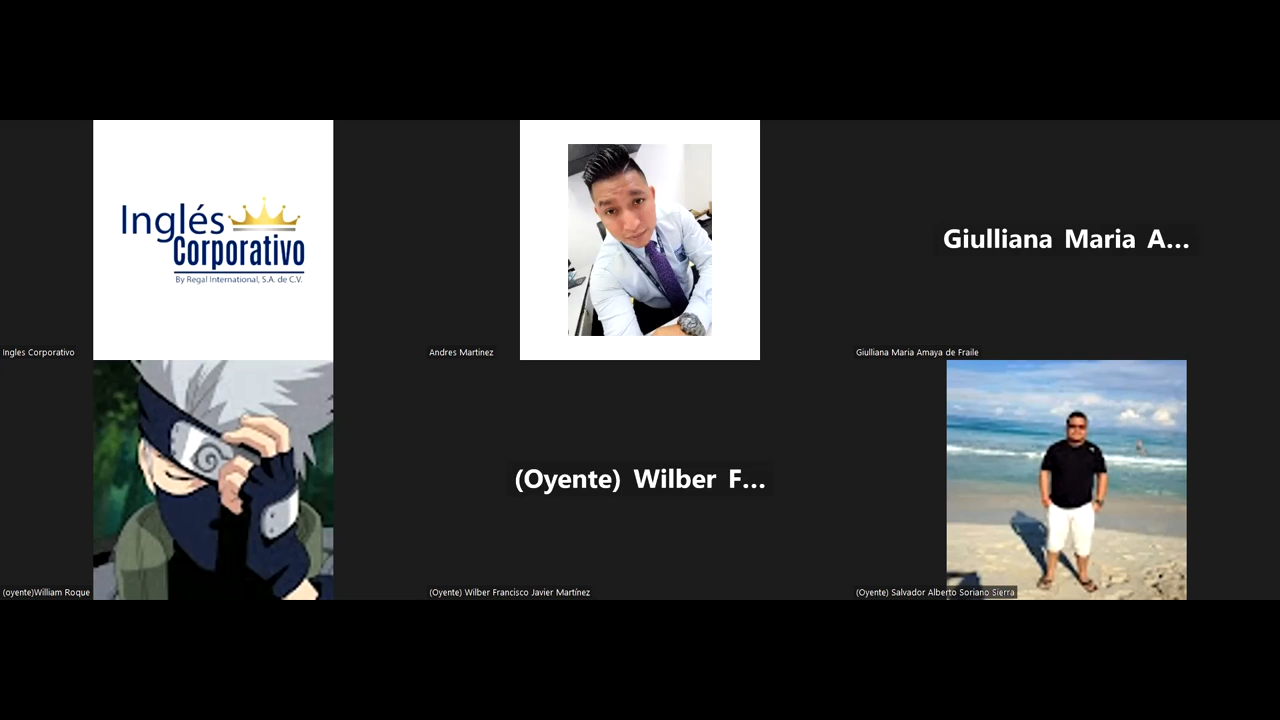 Inglés
Corporativo
By Regal International, S.A. de C.V.
Giulliana Maria A...
Ingles Corporativo
Andres Martinez
Giulliana Maria Amaya de Fraile
(Oyente) Wilber F...
(oyente)William Roque
(Oyente) Wilber Francisco Javier Martínez
(Oyente) Salvador Alberto Soriano Sierra